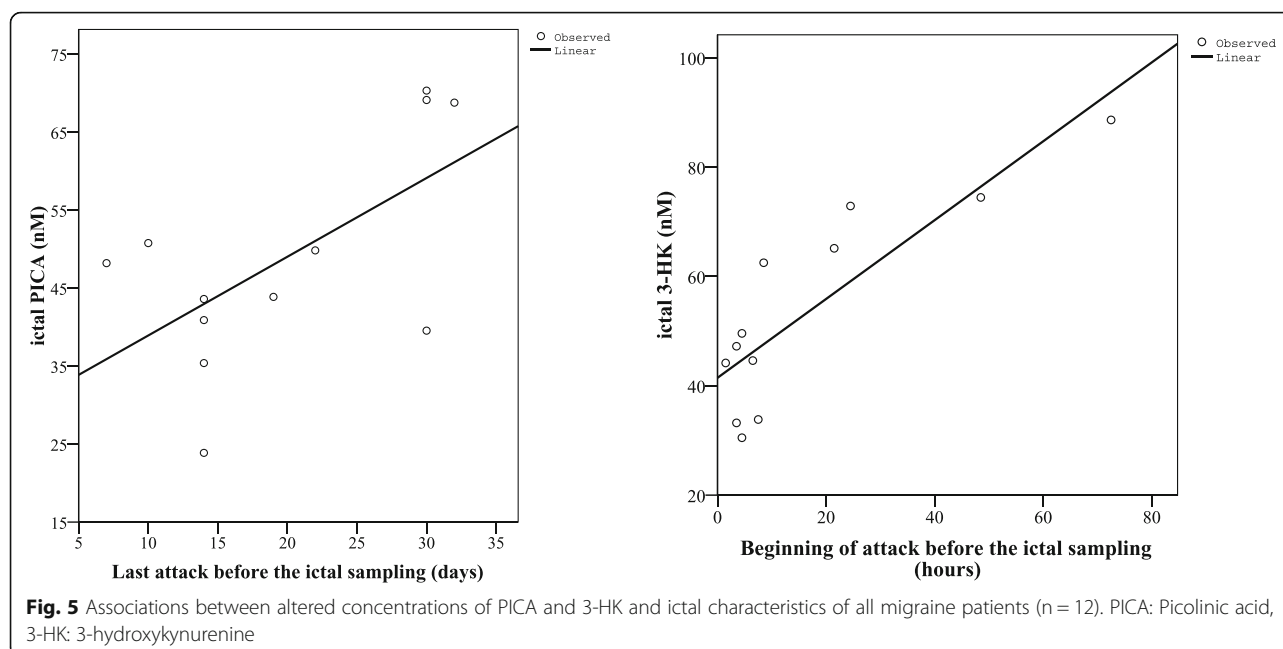 75
65
55
45
35
25
15
5
10
15
20
25
30
35
ictal PICA (nM)
Last attack before the ictal sampling (days)
Observed
Linear
100
80
60
40
20
0
20
40
60
80
ictal 3-HK (nM)
Beginning of attack before the ictal sampling
(hours)
Observed
Linear
Fig. 5 Associations between altered concentrations of PICA and 3-HK and ictal characteristics of all migraine patients (n = 12). PICA: Picolinic acid,
3-HK: 3-hydroxykynurenine